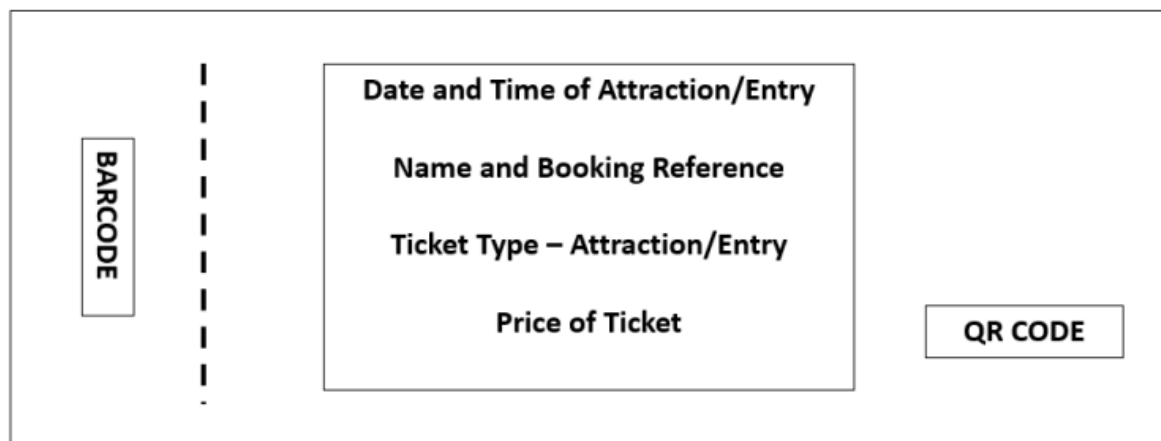 BARCODE
Date and Time of Attraction/Entry
Name and Booking Reference
Ticket Type – Attraction/Entry
Price of Ticket
QR CODE